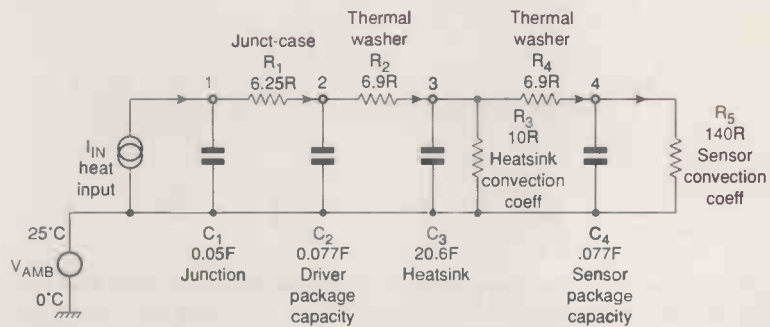 Junct-case
R1
6.25R
Thermal
washer
R2
6.9R
Thermal
washer
R4
6.9R
1
2
3
4
IIN
heat
input
R3
10R
Heatsink
convection
coeff
R5
140R
Sensor
convection
coeff
25°C
VAMB
0°C
C1
0.05F
Junction
C2
0.077F
Driver
package
capacity
C3
20.6F
Heatsink
C4
.077F
Sensor
package
capacity